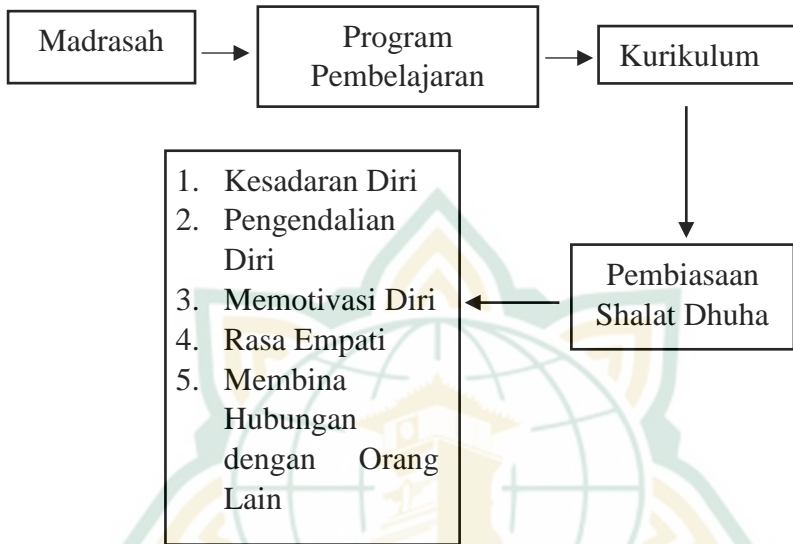 Madrasah
Program
Pembelajaran
Kurikulum
1. Kesadaran Diri
2. Pengendalian
Diri
3. Memotivasi Diri
4. Rasa Empati
5. Membina
Hubungan
dengan Orang
Lain
Pembiasaan
Shalat Dhuha